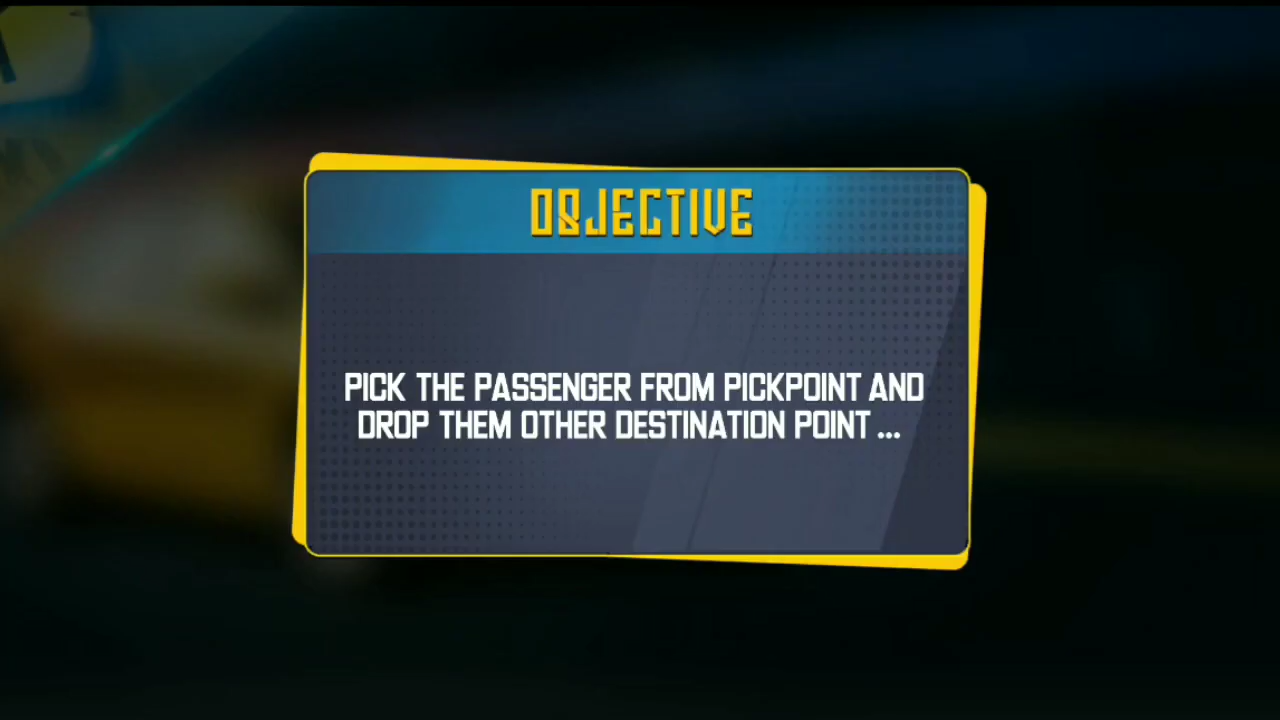 OBJECTIVE
PICK THE PASSENGER FROM PICKPOINT AND
DROP THEM OTHER DESTINATION POINT ...